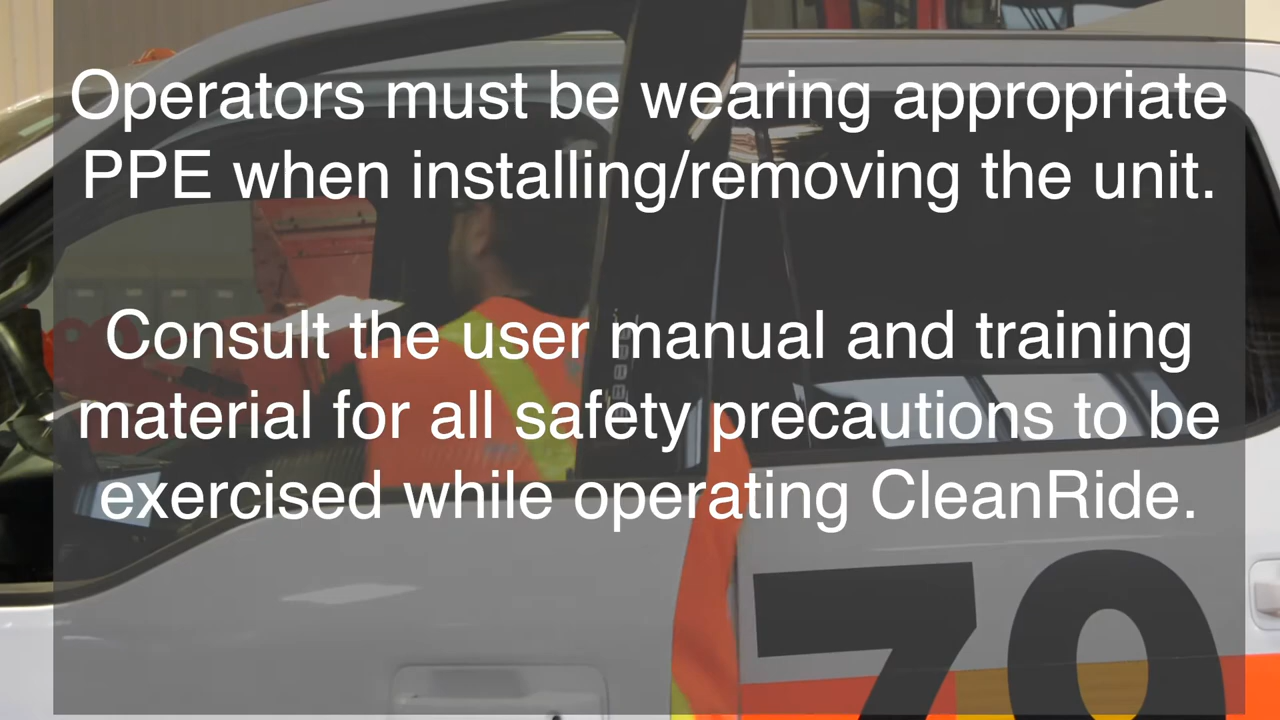 Operators must be wearing appropriate
PPE when installing/removing the unit.
Consult the user manual and training
material for all safety precautions to be
exercised while operating CleanRide.